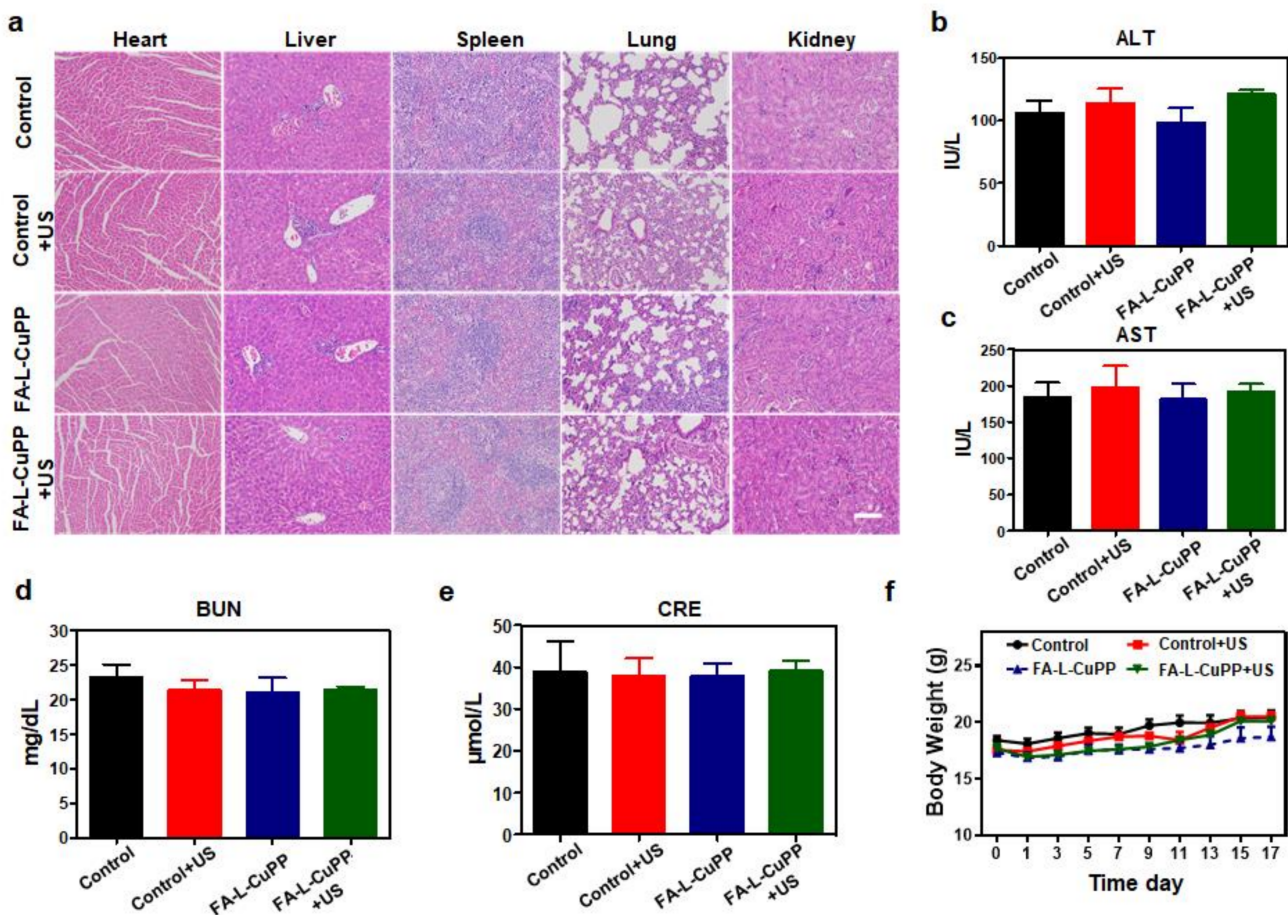 a
Heart Liver Spleen Lung Kidney
Control
Control
+US
FA-L-CuPP
FA-L-CuPP
+US
b
ALT
IU/L
150
100
50
0
Control
Control+US
FA-L-CuPP
FA-L-CuPP
+US
c
AST
IU/L
250
200
150
100
50
0
Control
Control+US
FA-L-CuPP
FA-L-CuPP
+US
d
BUN
mg/dL
30
25
20
15
10
5
0
Control
Control+US
FA-L-CuPP
FA-L-CuPP
+US
e
CRE
μmol/L
50
40
30
20
10
0
Control
Control+US
FA-L-CuPP
FA-L-CuPP
+US
f
Control Control+US
FA-L-CuPP FA-L-CuPP+US
Body Weight (g)
25
20
15
10
0 1 3 5 7 9 11 13 15 17
Time day